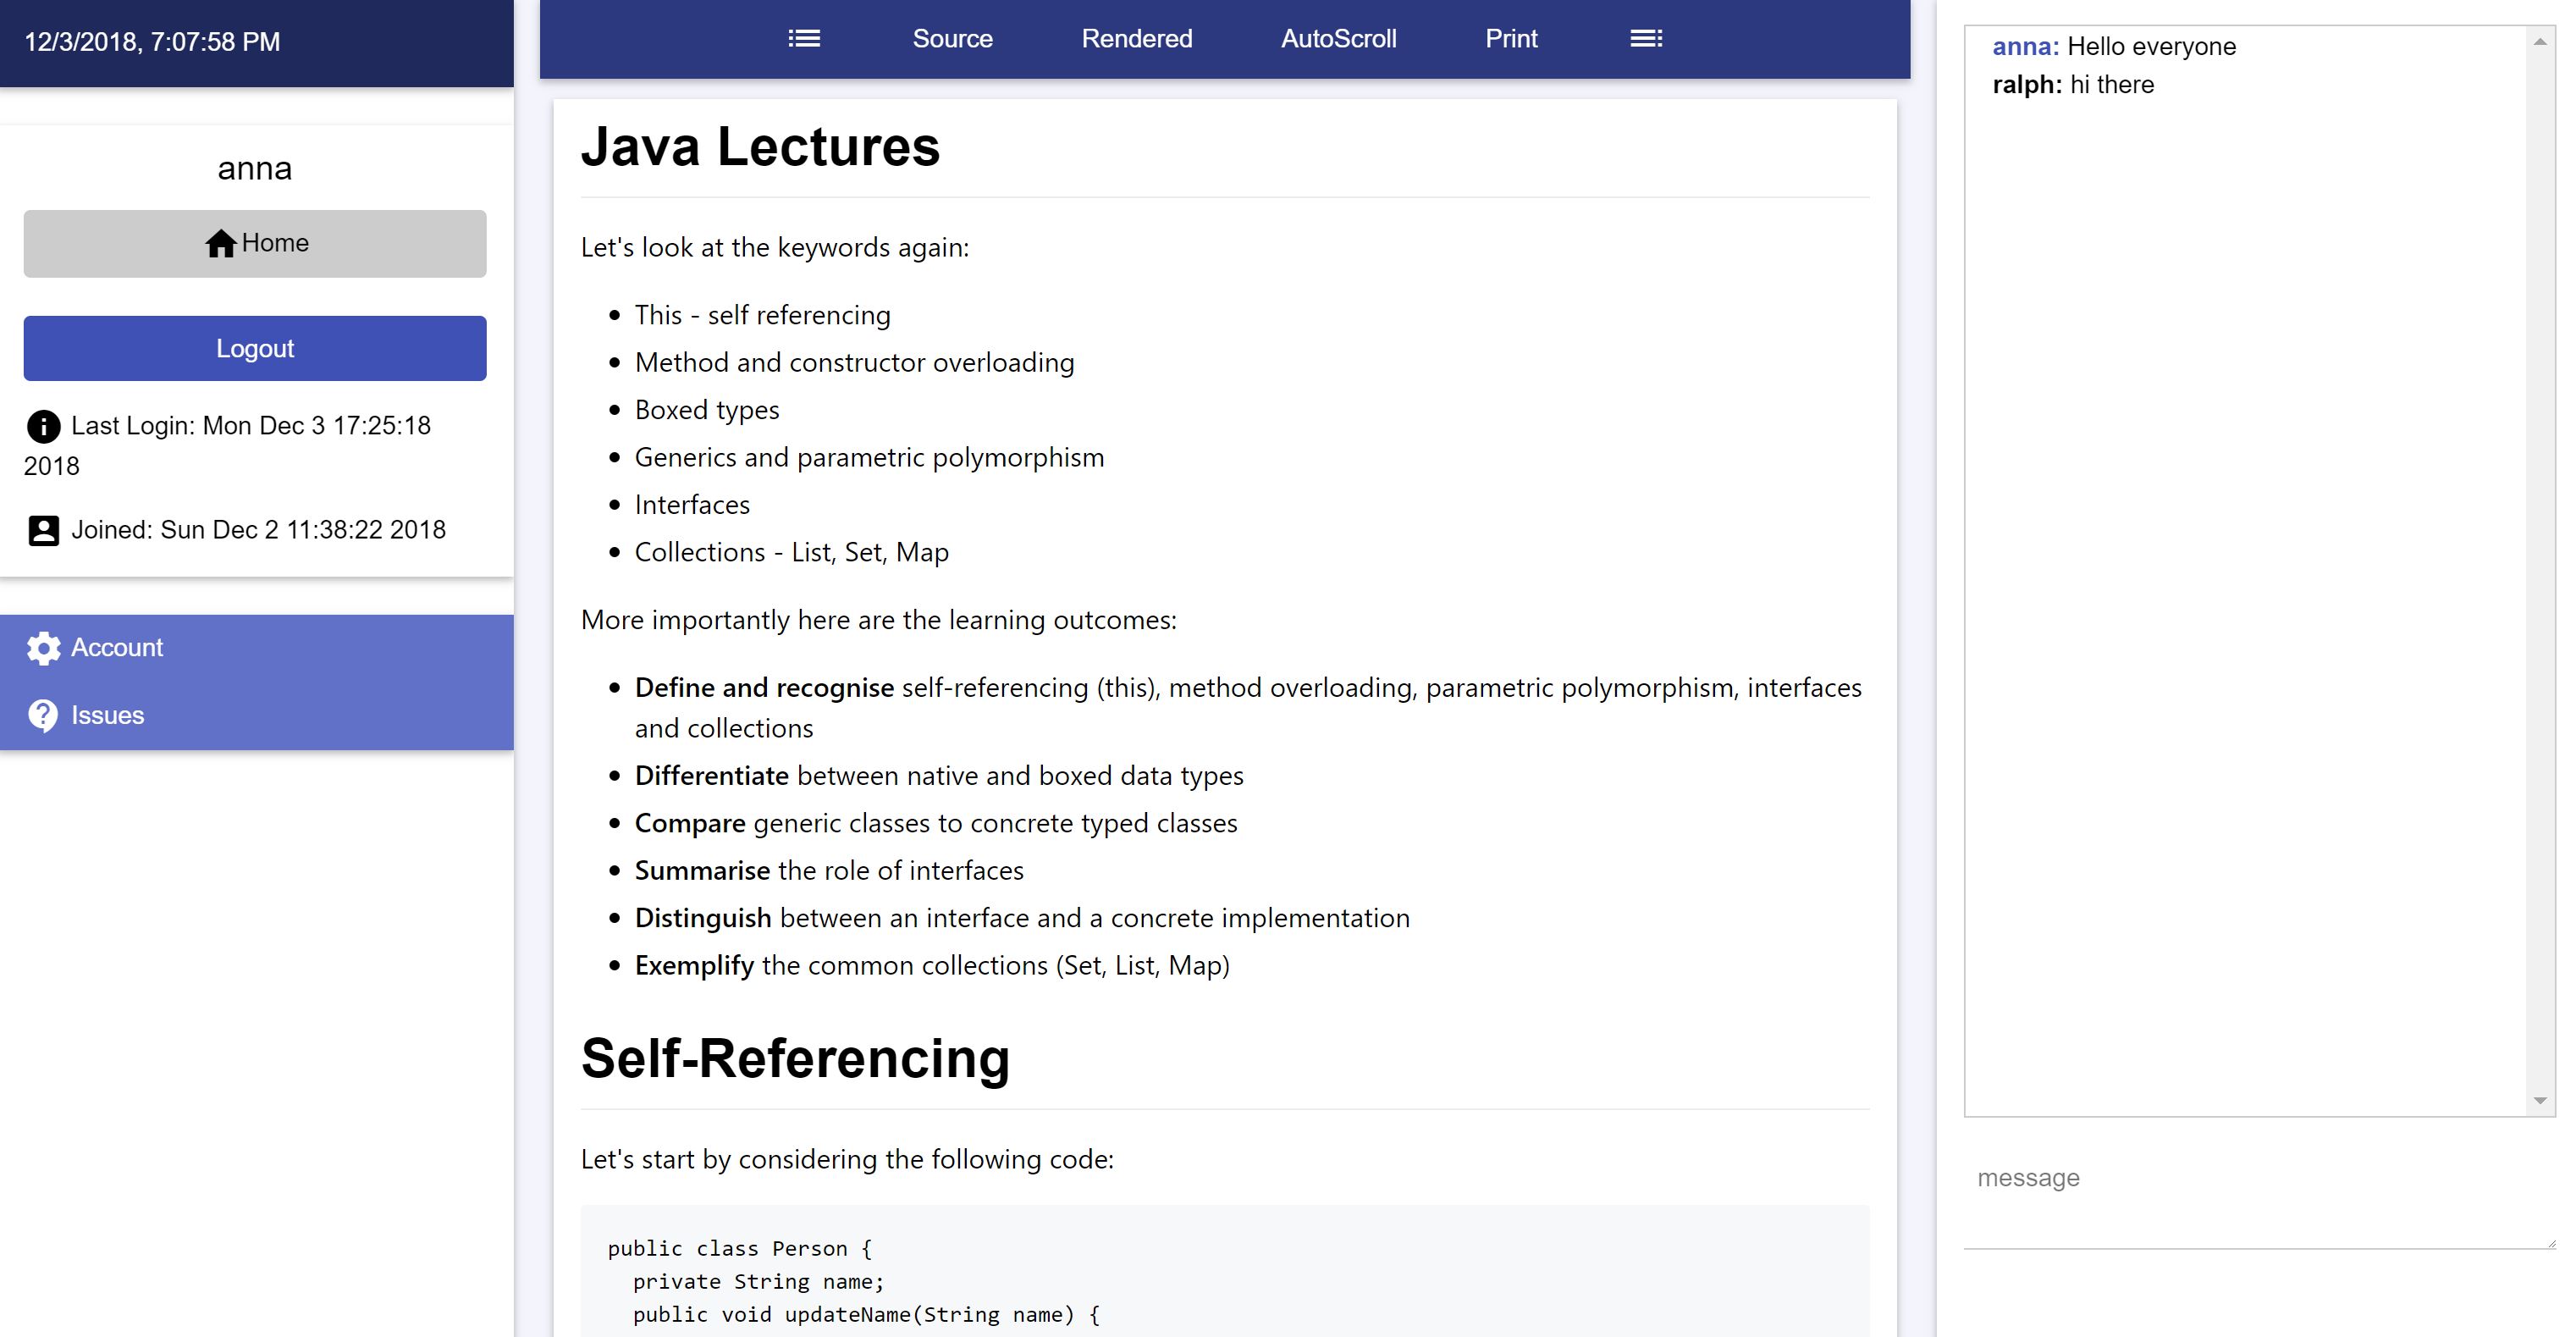 12/3/2018, 7:07:58 PM
anna
Home
Logout
Last Login: Mon Dec 3 17:25:18
2018
Joined: Sun Dec 2 11:38:22 2018
Account
Issues
Source Rendered AutoScroll Print
Java Lectures
Let's look at the keywords again:
This - self referencing
Method and constructor overloading
Boxed types
Generics and parametric polymorphism
Interfaces
Collections - List, Set, Map
More importantly here are the learning outcomes:
Define and recognise self-referencing (this), method overloading, parametric polymorphism, interfaces
and collections
Differentiate between native and boxed data types
Compare generic classes to concrete typed classes
Summarise the role of interfaces
Distinguish between an interface and a concrete implementation
Exemplify the common collections (Set, List, Map)
Self-Referencing
Let's start by considering the following code:
public class Person {
  private String name;
  public void updateName(String name) {
anna: Hello everyone
ralph: hi there
message